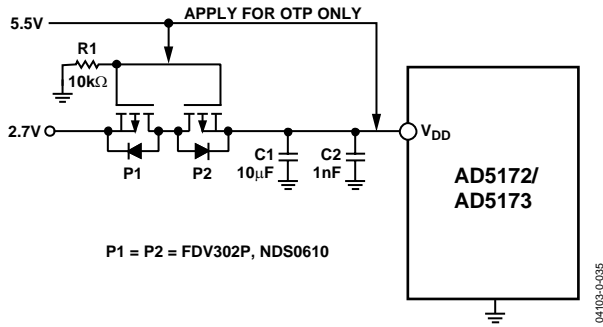 5.5V
APPLY FOR OTP ONLY
R1
10kΩ
2.7V
P1
P2
C1
10μF
C2
1nF
VDD
AD5172/
AD5173
P1 = P2 = FDV302P, NDS0610
04103-0-035